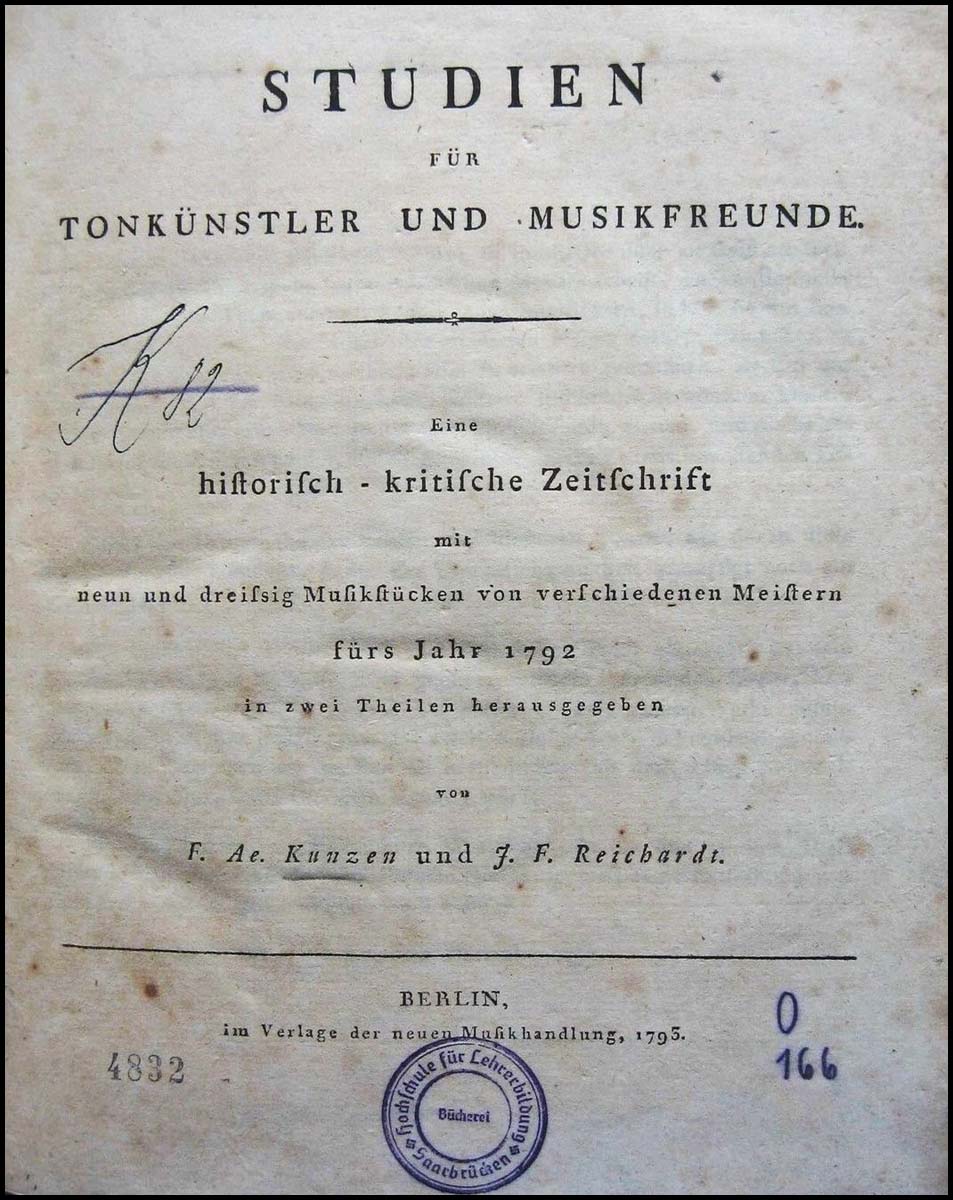 STUDIEN
FÜR
TONKÜNSTLER UND MUSIKFREUNDE.
K 82
Eine
hiſtoriſch - kritiſche Zeitſchrift
mit
neun und dreiſsig Muſikſtücken von verſchiedenen Meiſtern
fürs Jahr 1792
in zwei Theilen herausgegeben
von
F. Ae. Kunzen und J. F. Reichardt.
BERLIN,
im Verlage der neuen Muſikhandlung, 1793.
O
166
4832
Hochſchule für Lehrerbildung
Bücherei
Saarbrücken